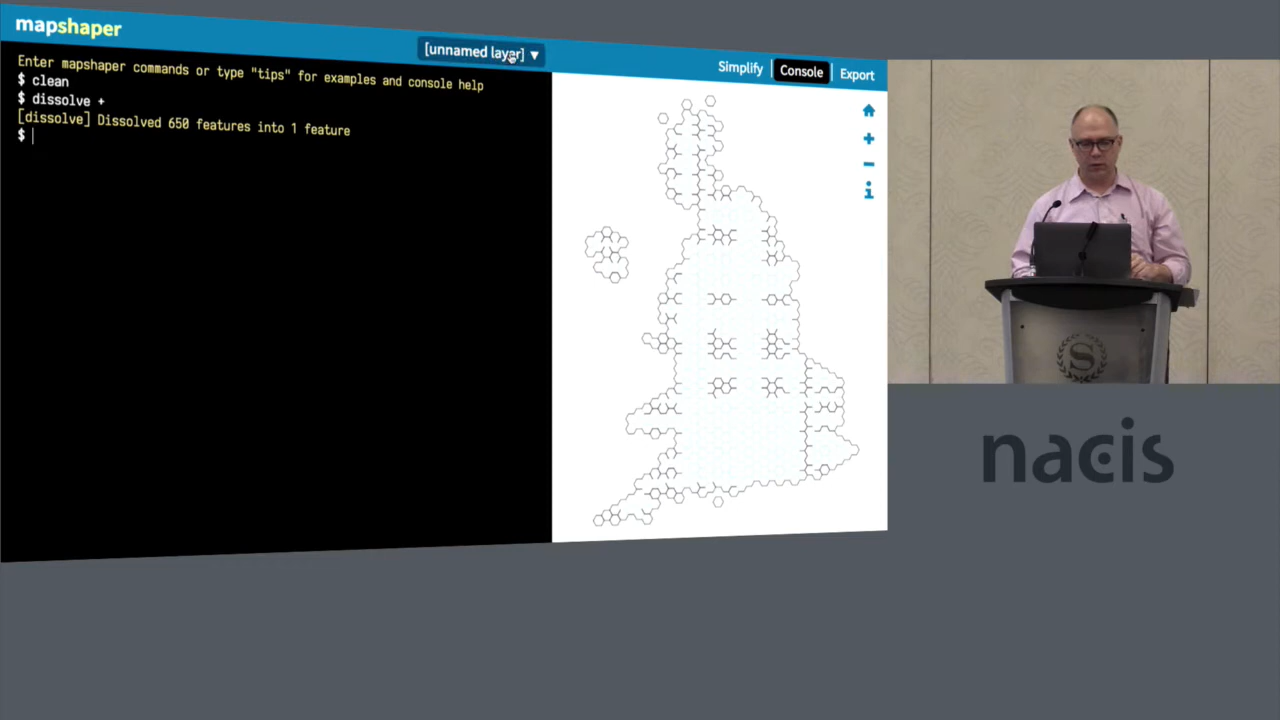 mapshaper
[unnamed layer] ▼
Simplify | Console | Export
Enter mapshaper commands or type "tips" for examples and console help
$ clean
$ dissolve +
[dissolve] Dissolved 650 features into 1 feature
$
S
nacis